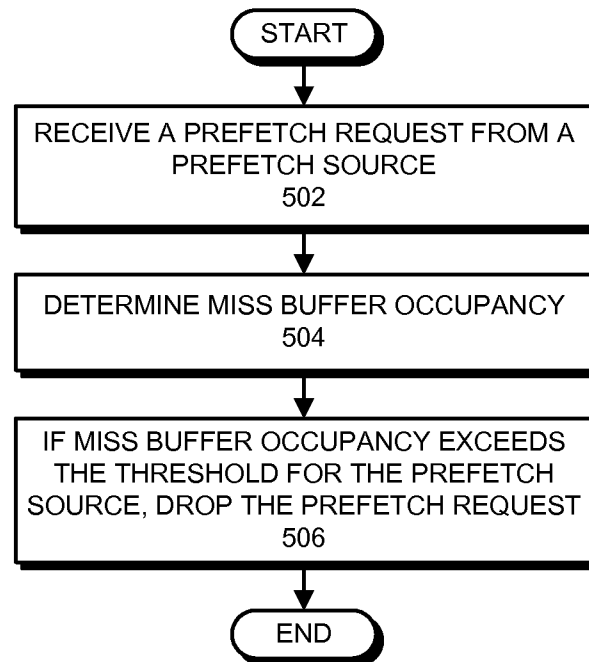 START
RECEIVE A PREFETCH REQUEST FROM A
PREFETCH SOURCE
502
DETERMINE MISS BUFFER OCCUPANCY
504
IF MISS BUFFER OCCUPANCY EXCEEDS
THE THRESHOLD FOR THE PREFETCH
SOURCE, DROP THE PREFETCH REQUEST
506
END